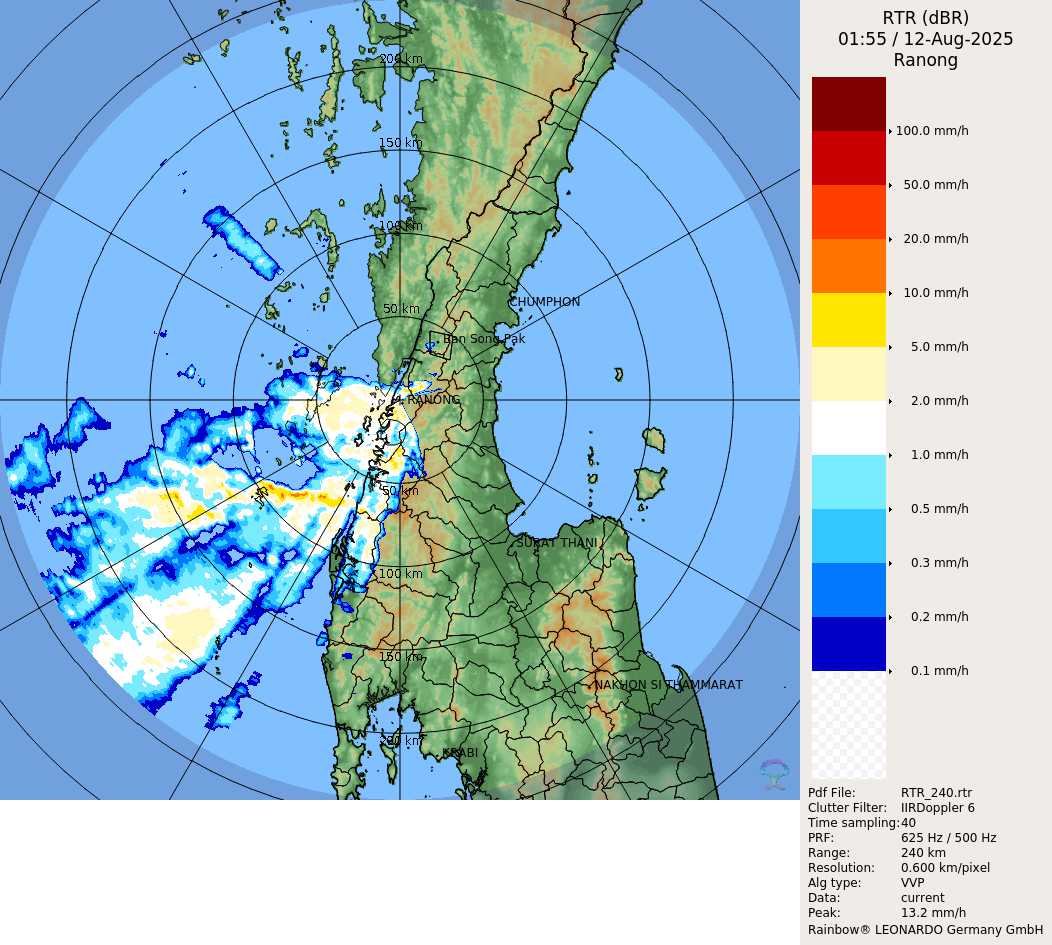 RTR (dBR)
01:55 / 12-Aug-2025
Ranong
100.0 mm/h
50.0 mm/h
20.0 mm/h
10.0 mm/h
5.0 mm/h
2.0 mm/h
1.0 mm/h
0.5 mm/h
0.3 mm/h
0.2 mm/h
0.1 mm/h
Pdf File: RTR_240.rtr
Clutter Filter: IIRDoppler 6
Time sampling: 40
PRF: 625 Hz / 500 Hz
Range: 240 km
Resolution: 0.600 km/pixel
Alg type: VVP
Data: current
Peak: 13.2 mm/h
Rainbow® LEONARDO Germany GmbH
200 km
150 km
100 km
CHUMPHON
50 km
Ban Song Pak
RANONG
50 km
SURAT THANI
100 km
150 km
NAKHON SI THAMMARAT
200 km
KRABI